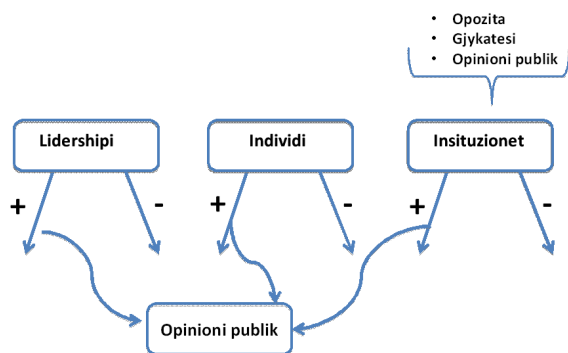 • Opozita
• Gjykatesi
• Opinioni publik
Lidershipi
Individi
Insituzionet
+ -
+ -
+ -
Opinioni publik